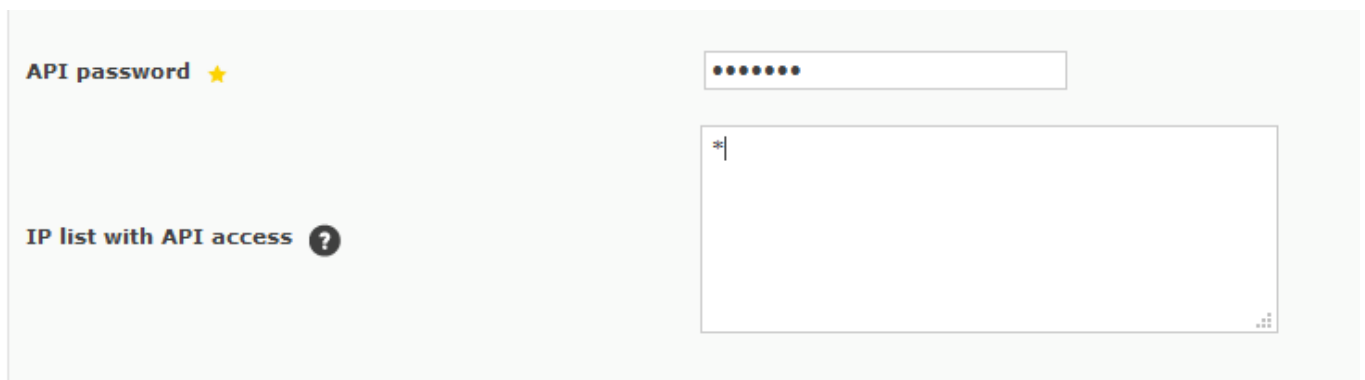 API password
•••••••
*
IP list with API access ?